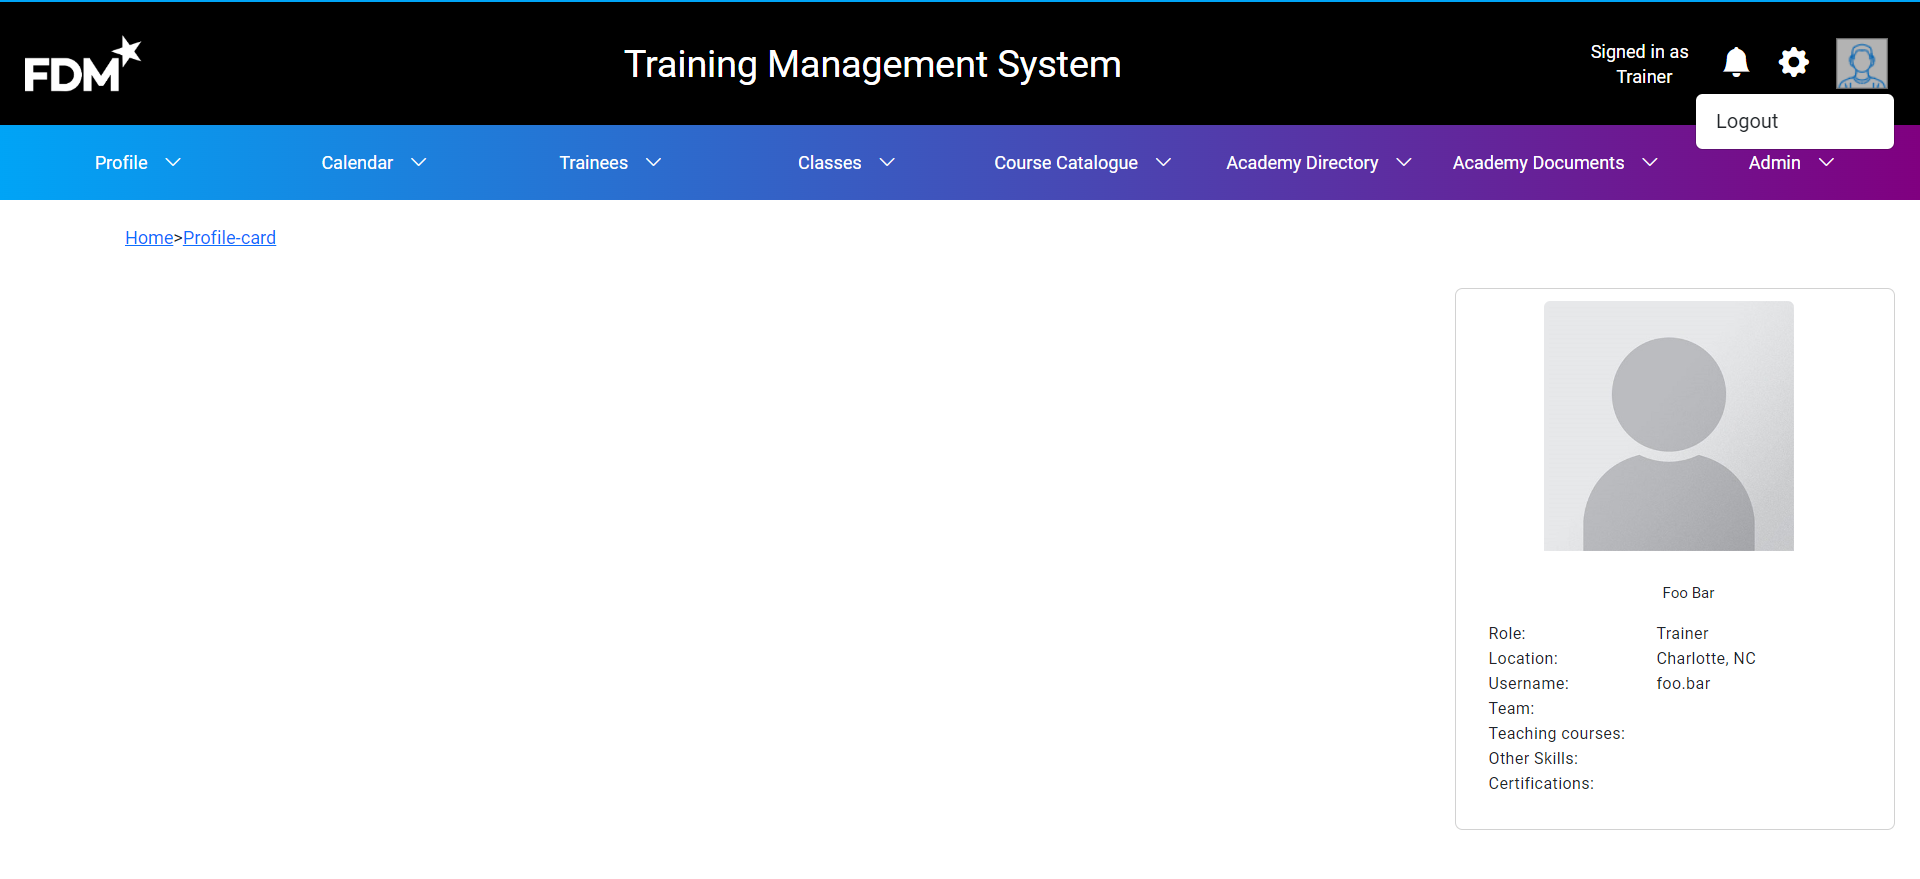 FDM
Training Management System
Signed in as
Trainer
Logout
Profile
Calendar
Trainees
Classes
Course Catalogue
Academy Directory
Academy Documents
Admin
Home>Profile-card
Foo Bar
Role: Trainer
Location: Charlotte, NC
Username: foo.bar
Team:
Teaching courses:
Other Skills:
Certifications: